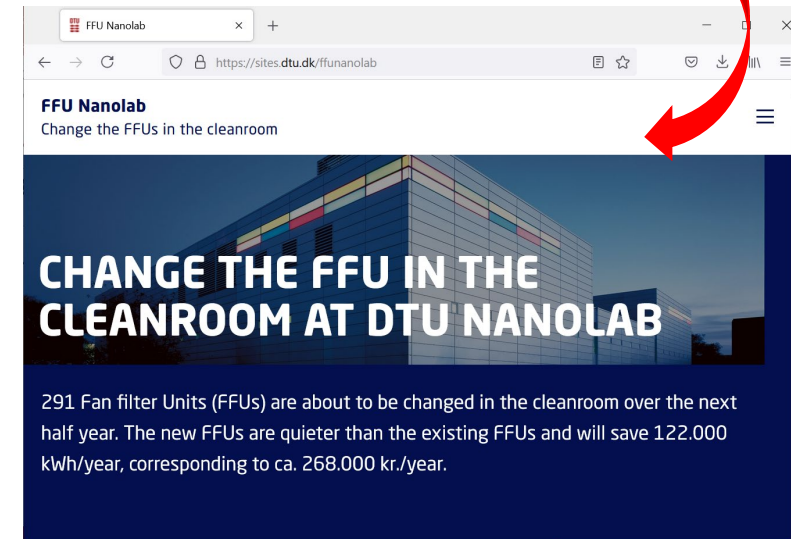 DTU
FFU Nanolab
https://sites.dtu.dk/ffunanolab
FFU Nanolab
Change the FFUs in the cleanroom
CHANGE THE FFU IN THE
CLEANROOM AT DTU NANOLAB
291 Fan filter Units (FFUs) are about to be changed in the cleanroom over the next
half year. The new FFUs are quieter than the existing FFUs and will save 122.000
kWh/year, corresponding to ca. 268.000 kr./year.